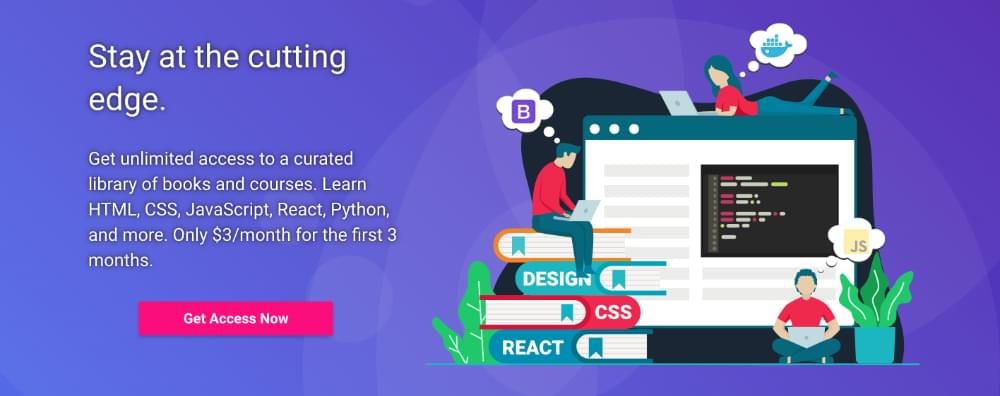 Stay at the cutting
edge.
Get unlimited access to a curated
library of books and courses. Learn
HTML, CSS, JavaScript, React, Python,
and more. Only $3/month for the first 3
months.
Get Access Now
B
JS
DESIGN
CSS
REACT